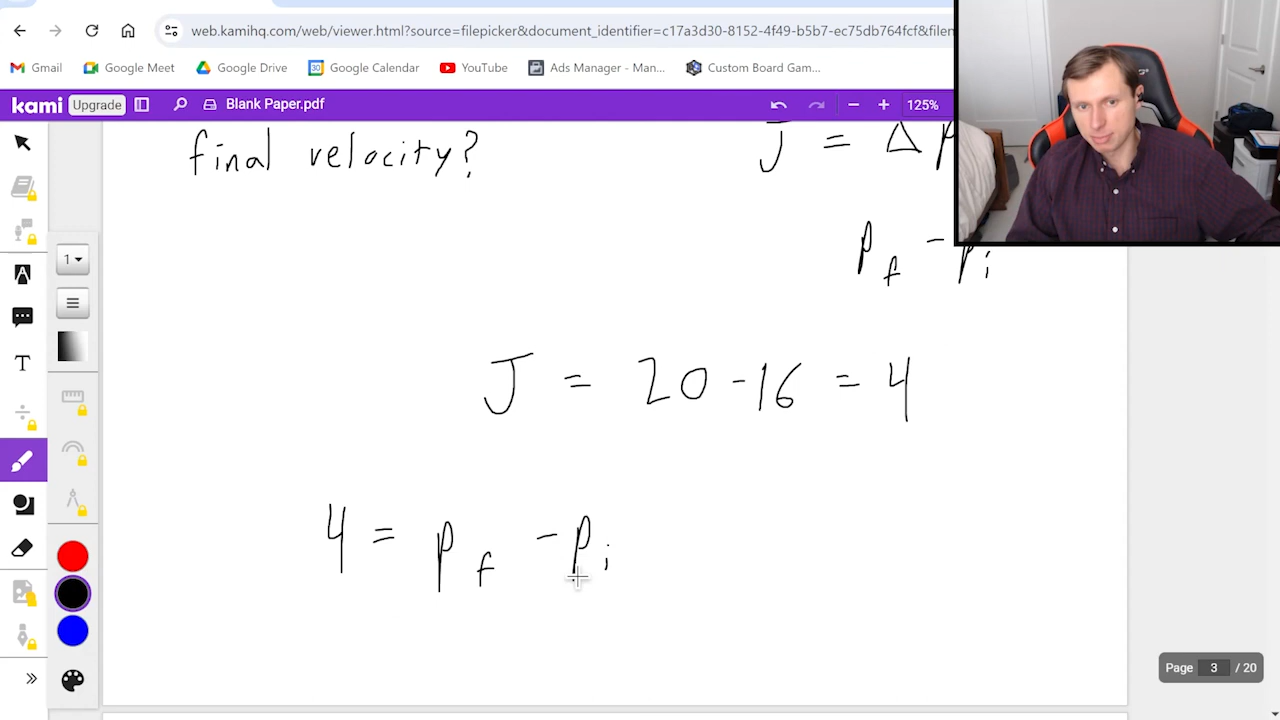 web.kamihq.com/web/viewer.html?source=filepicker&document_identifier=c17a3d30-8152-4f49-b5b7-ec75db764fcf&filen
Gmail Google Meet Google Drive Google Calendar YouTube Ads Manager - Man... Custom Board Gam...
kami Upgrade Blank Paper.pdf 125%
final velocity?
J = Δp
p_f - p_i
1
J = 20 - 16 = 4
4 = p_f - p_i
Page 3 / 20